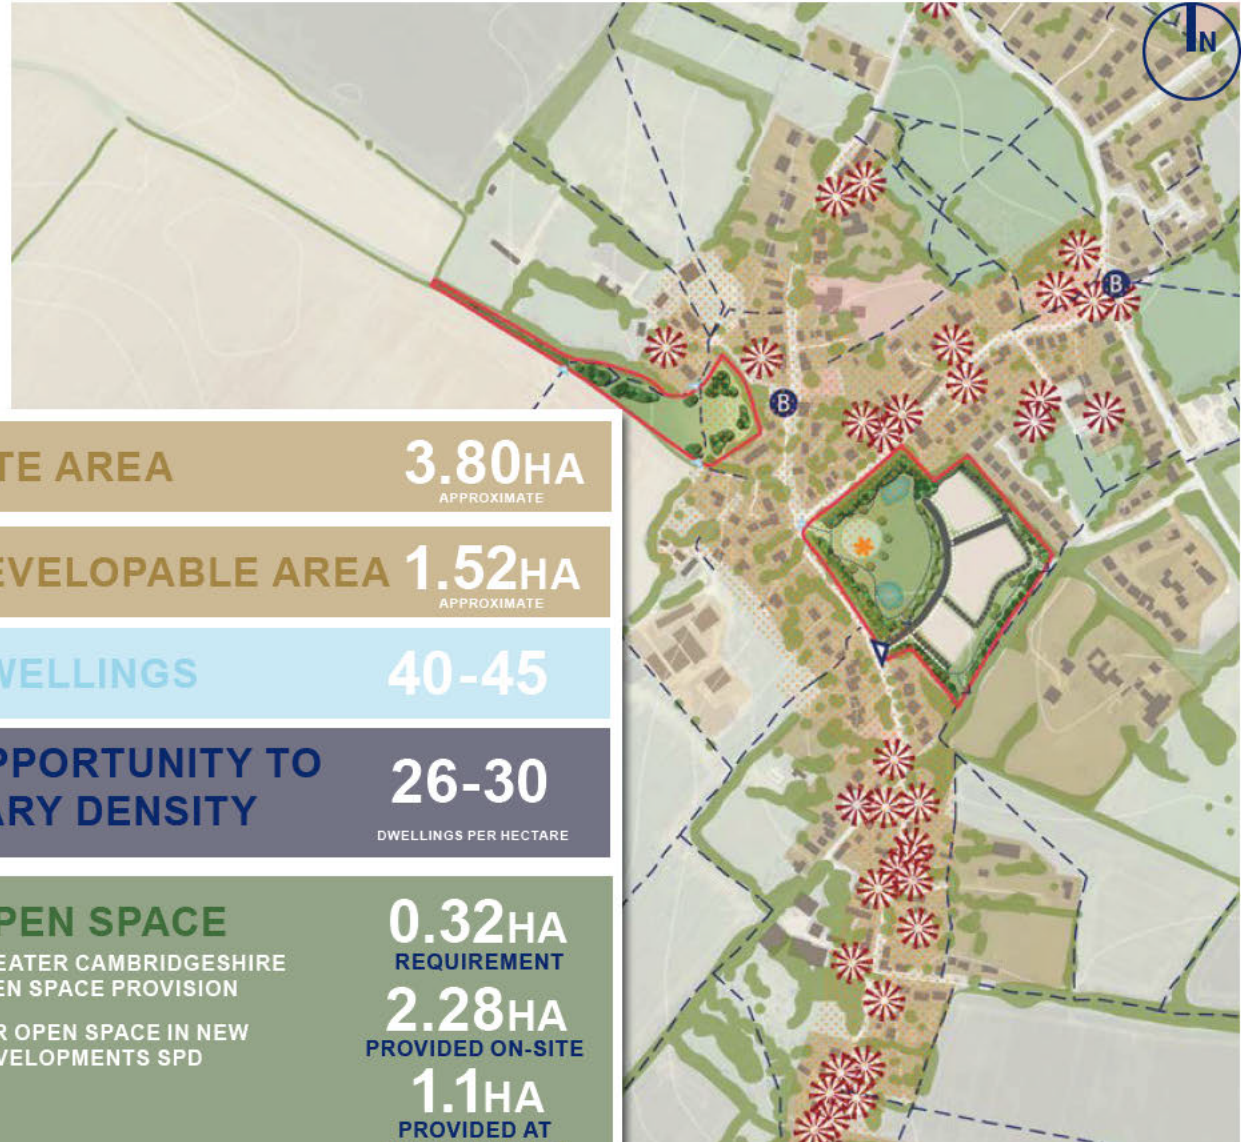 N
B
B
TE AREA 3.80HA
APPROXIMATE
EVELOPABLE AREA 1.52HA
APPROXIMATE
WELLINGS 40-45
PPORTUNITY TO
ARY DENSITY
26-30
DWELLINGS PER HECTARE
PEN SPACE
EATER CAMBRIDGESHIRE
EN SPACE PROVISION
R OPEN SPACE IN NEW
VELOPMENTS SPD
0.32HA
REQUIREMENT
2.28HA
PROVIDED ON-SITE
1.1HA
PROVIDED AT